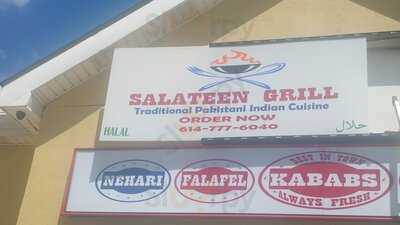 SALATEEN GRILL
Traditional Pakistani Indian Cuisine
ORDER NOW
614-777-6040
HALAL
حلال
NEHARI
FALAFEL
BEST IN TOWN
KABABS
ALWAYS FRESH